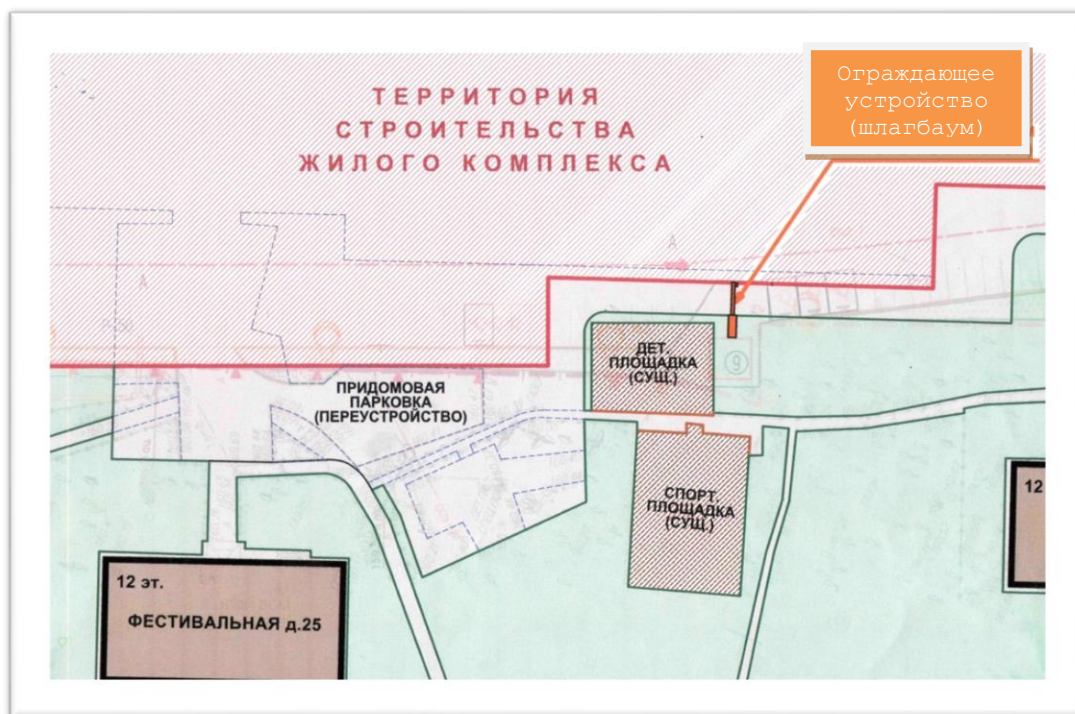 Ограждающее
устройство
(шлагбаум)
ТЕРРИТОРИЯ
СТРОИТЕЛЬСТВА
ЖИЛОГО КОМПЛЕКСА
А
А
ДЕТ.
ПЛОЩАДКА
(СУЩ.)
9
ПРИДОМОВАЯ
ПАРКОВКА
(ПЕРЕУСТРОЙСТВО)
СПОРТ.
ПЛОЩАДКА
(СУЩ.)
12
12 эт.
ФЕСТИВАЛЬНАЯ д.25